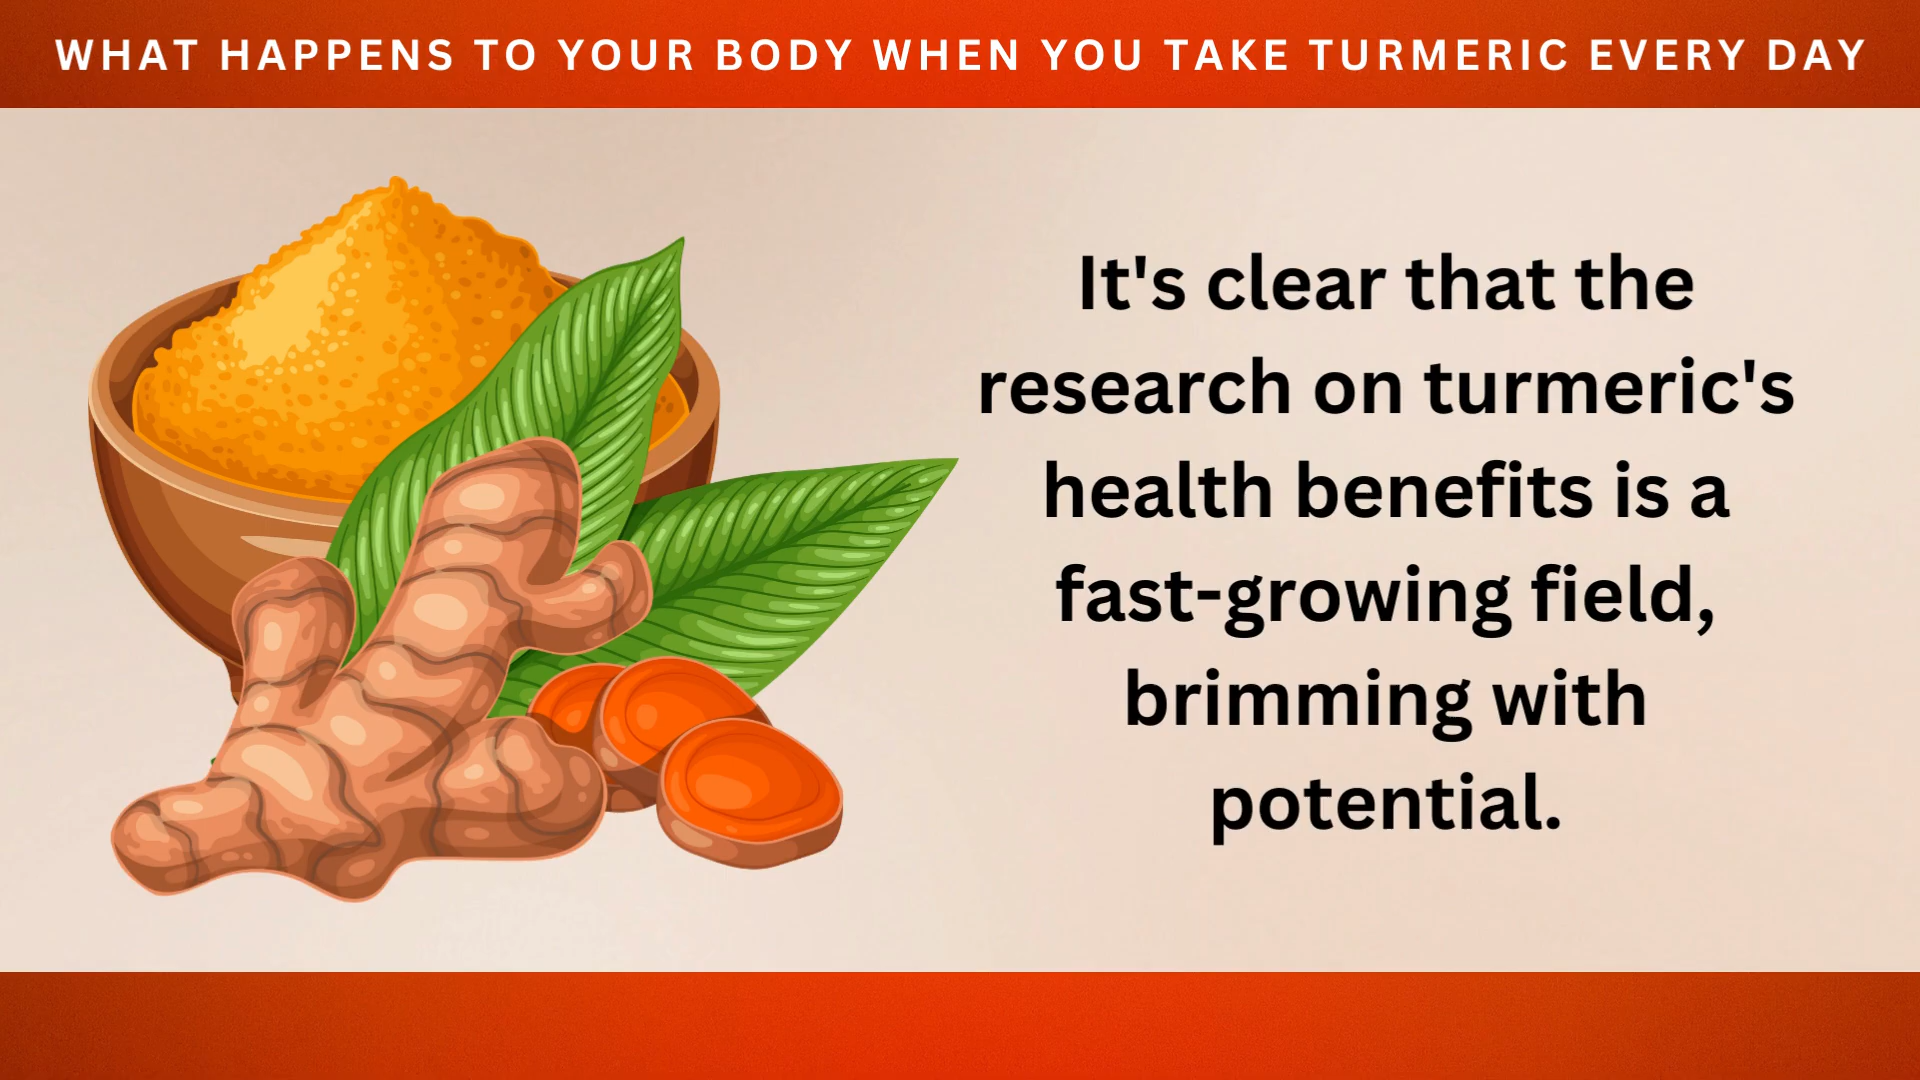 WHAT HAPPENS TO YOUR BODY WHEN YOU TAKE TURMERIC EVERY DAY
It's clear that the
research on turmeric's
health benefits is a
fast-growing field,
brimming with
potential.